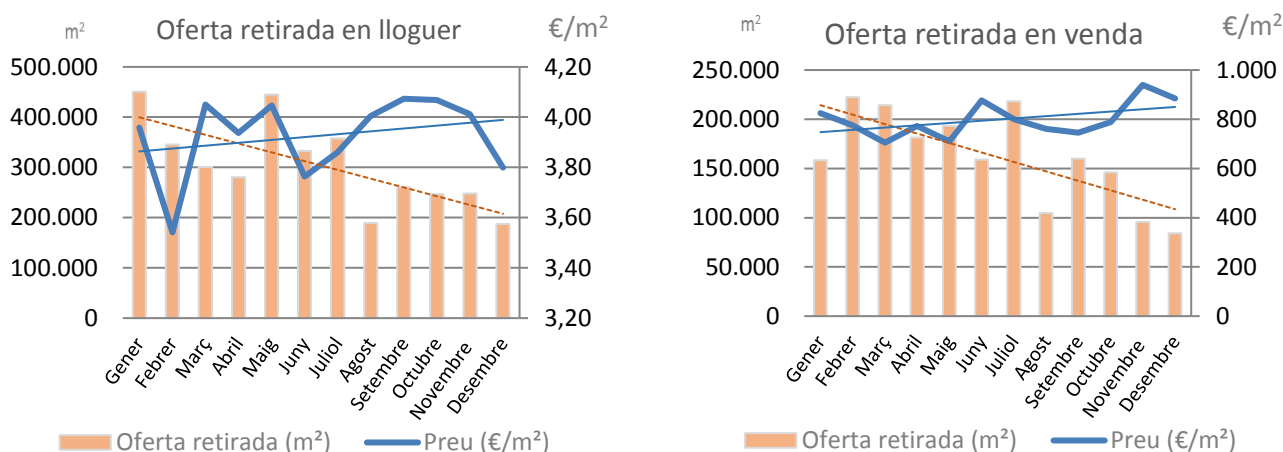 m²
Oferta retirada en lloguer
€/m²
500.000
400.000
300.000
200.000
100.000
0
4,20
4,00
3,80
3,60
3,40
3,20
Gener
Febrer
Març
Abril
Maig
Juny
Juliol
Agost
Setembre
Octubre
Novembre
Desembre
Oferta retirada (m²)
Preu (€/m²)
m²
Oferta retirada en venda
€/m²
250.000
200.000
150.000
100.000
50.000
0
1.000
800
600
400
200
0
Gener
Febrer
Març
Abril
Maig
Juny
Juliol
Agost
Setembre
Octubre
Novembre
Desembre
Oferta retirada (m²)
Preu (€/m²)